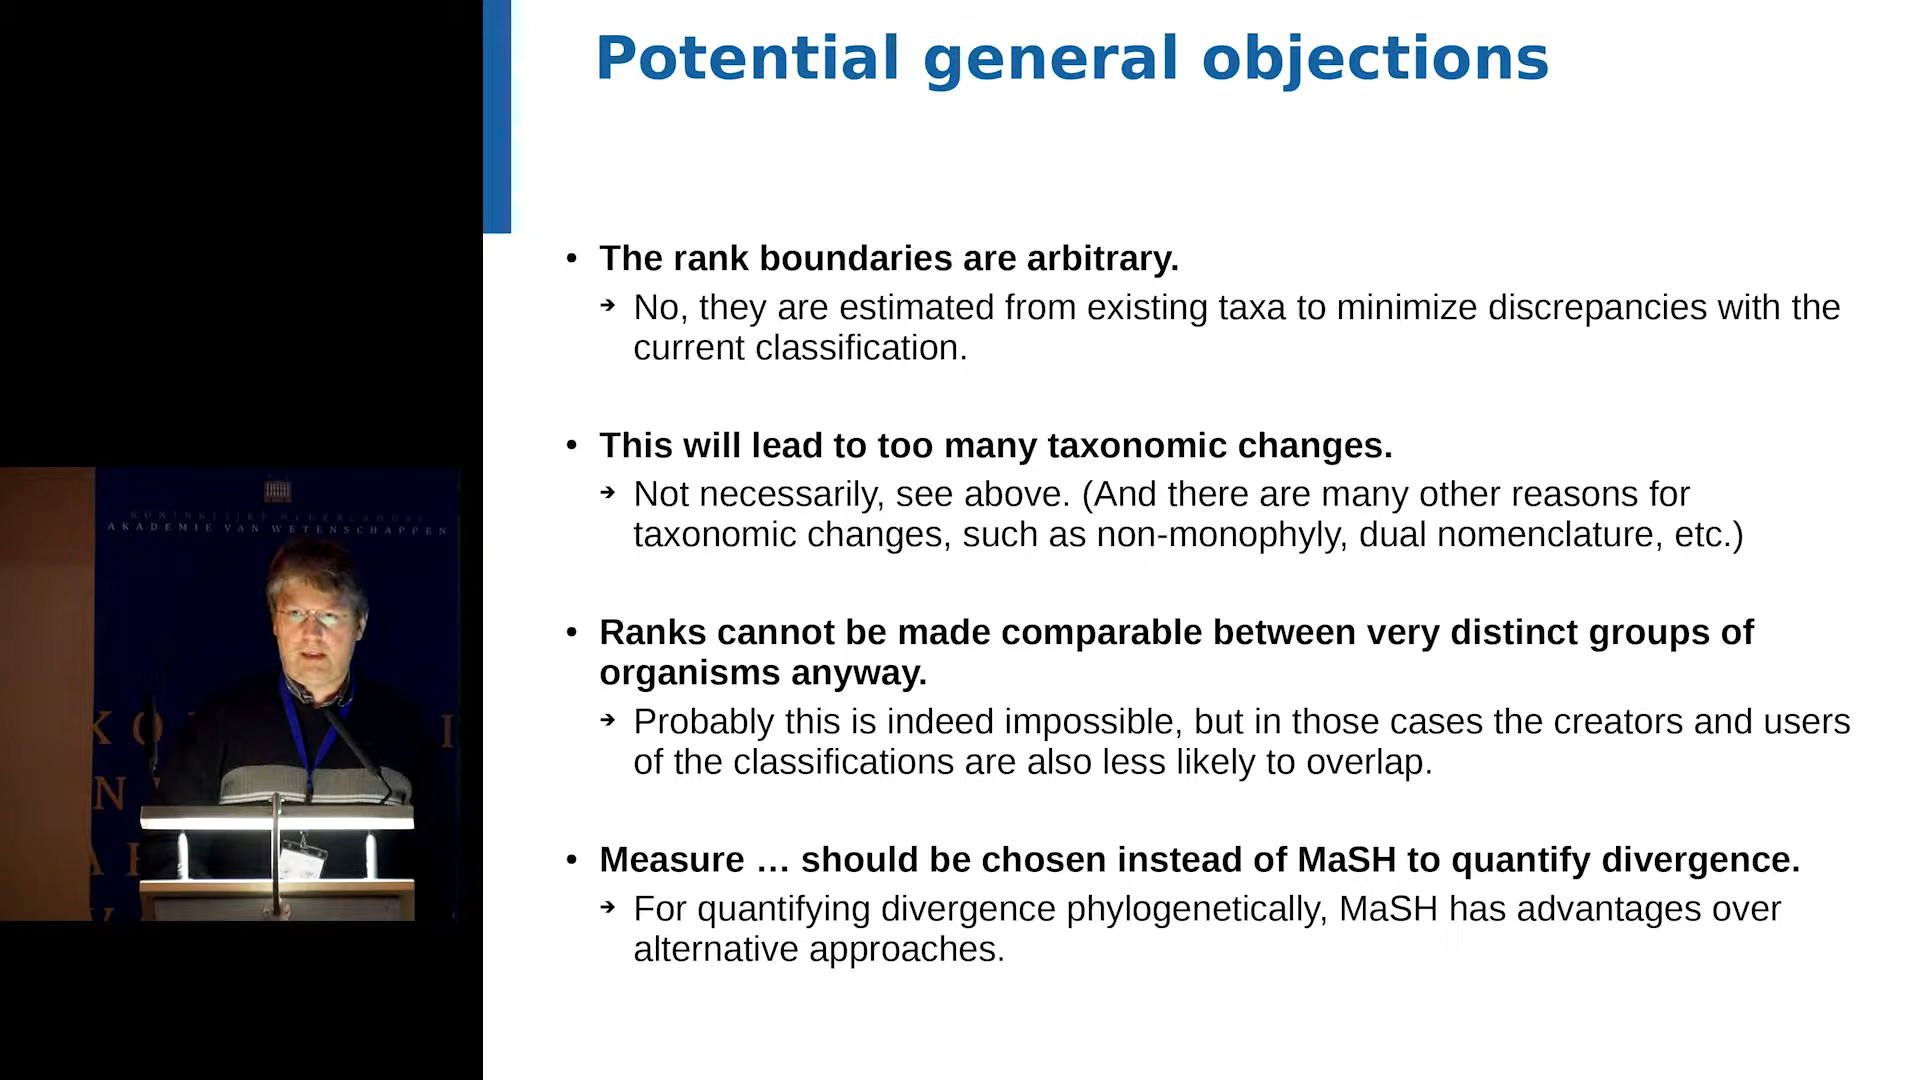 Potential general objections
• The rank boundaries are arbitrary.
➔ No, they are estimated from existing taxa to minimize discrepancies with the
current classification.
• This will lead to too many taxonomic changes.
➔ Not necessarily, see above. (And there are many other reasons for
taxonomic changes, such as non-monophyly, dual nomenclature, etc.)
• Ranks cannot be made comparable between very distinct groups of
organisms anyway.
➔ Probably this is indeed impossible, but in those cases the creators and users
of the classifications are also less likely to overlap.
• Measure … should be chosen instead of MaSH to quantify divergence.
➔ For quantifying divergence phylogenetically, MaSH has advantages over
alternative approaches.
KONINKLIJKE NEDERLANDSE
AKADEMIE VAN WETENSCHAPPEN